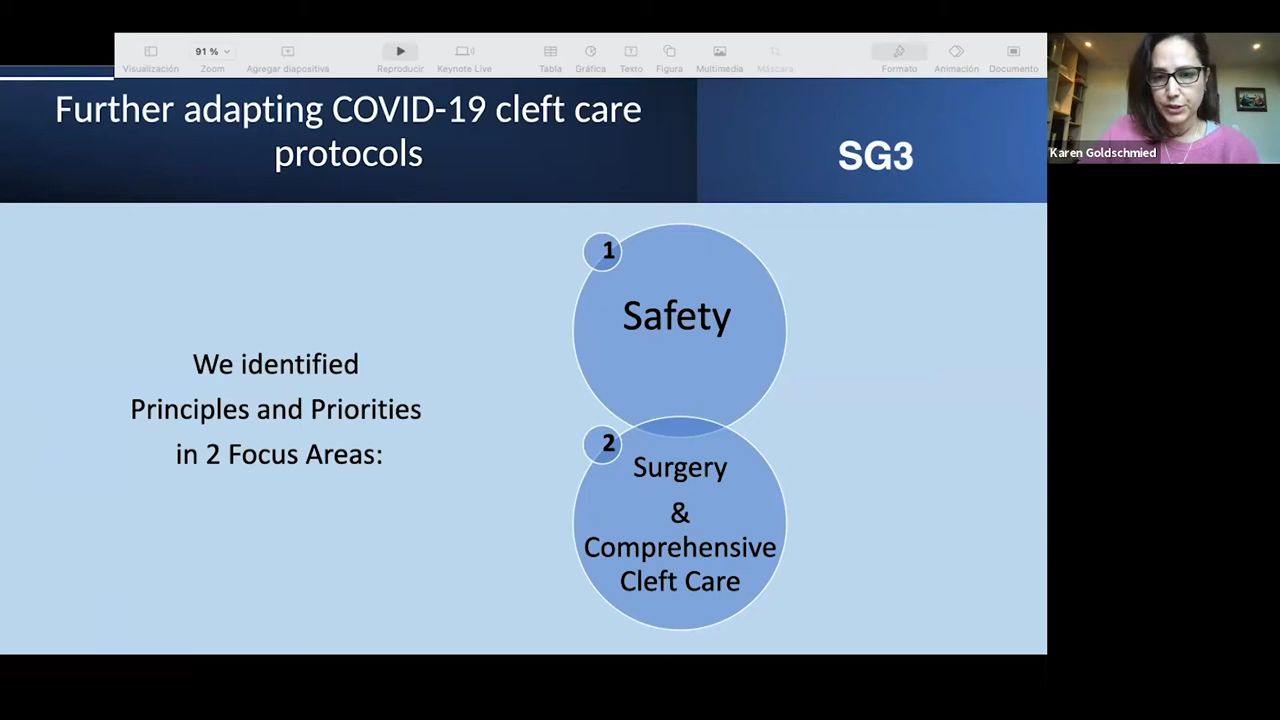 91 %
Visualización
Zoom
Agregar diapositiva
Reproducir
Keynote Live
Tabla
Gráfica
Texto
Figura
Multimedia
Máscara
Formato
Animación
Documento
Further adapting COVID-19 cleft care
protocols
SG3
Karen Goldschmied
We identified
Principles and Priorities
in 2 Focus Areas:
1
Safety
2
Surgery
&
Comprehensive
Cleft Care